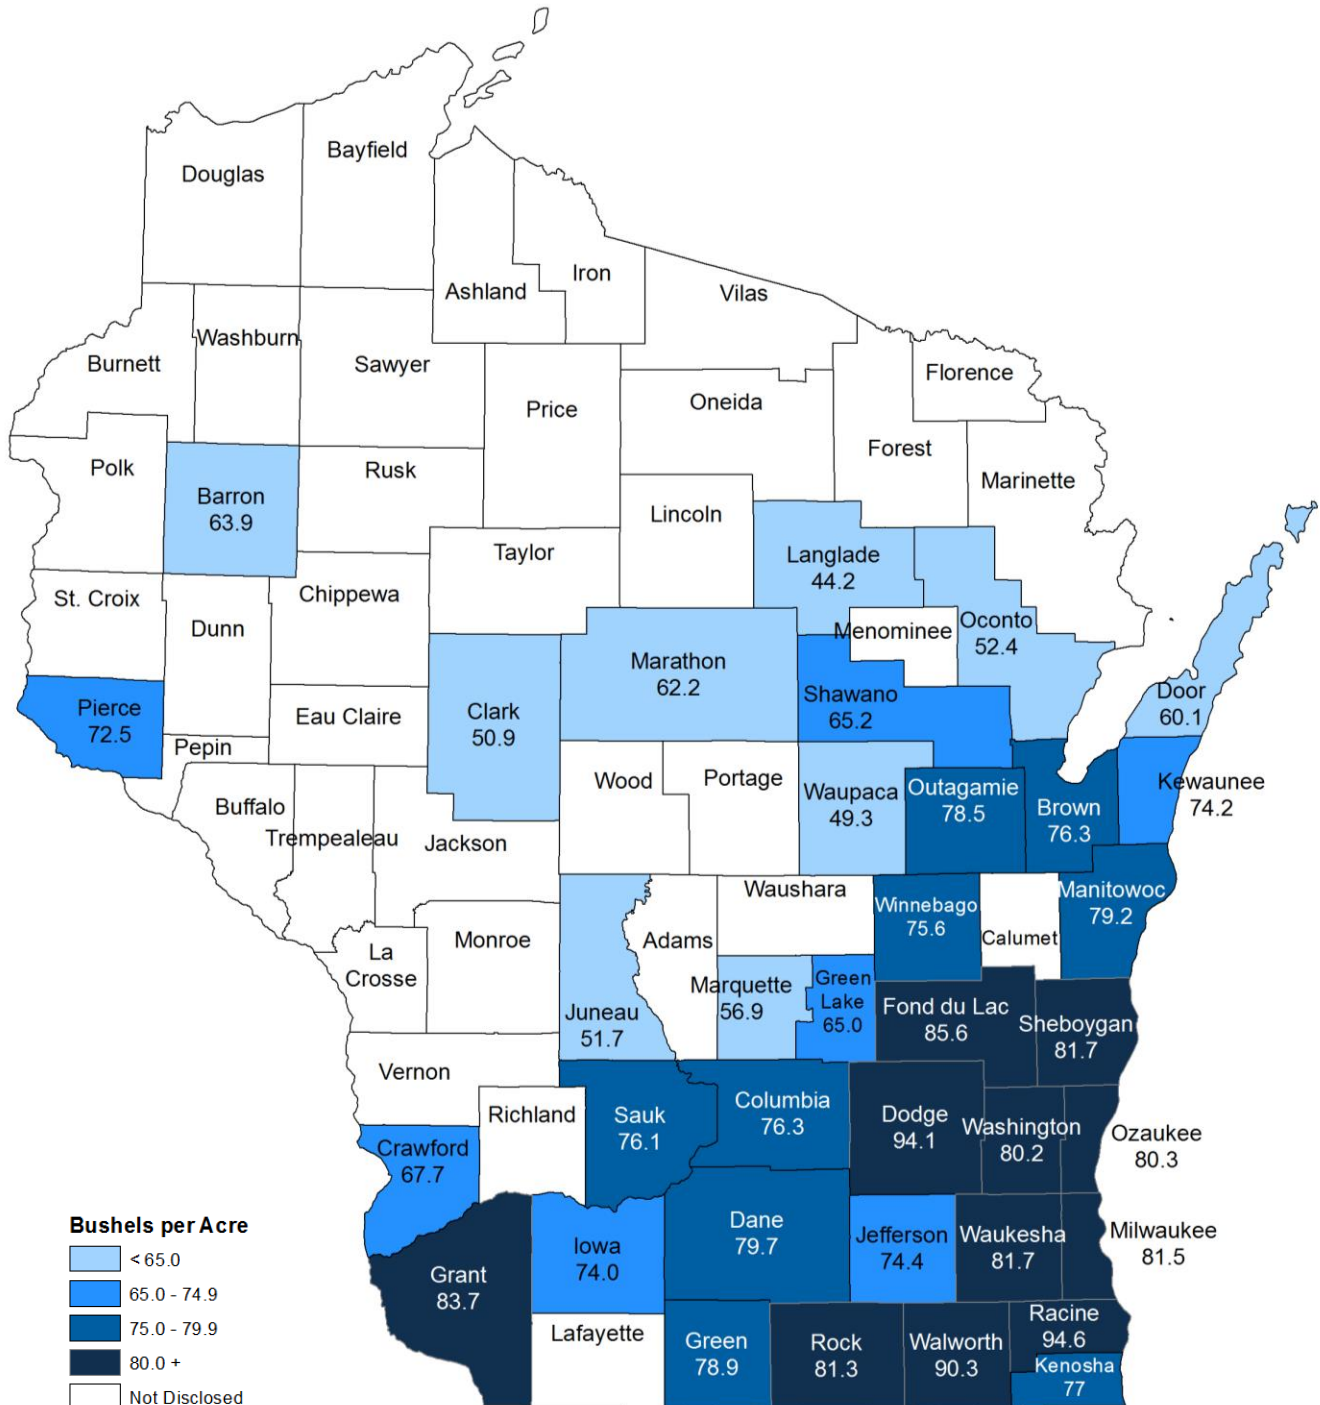 Douglas
Bayfield
Ashland
Iron
Vilas
Burnett
Washburn
Sawyer
Price
Oneida
Florence
Forest
Marinette
Polk
Barron
63.9
Rusk
Lincoln
Taylor
Langlade
44.2
St. Croix
Dunn
Chippewa
Menominee
Oconto
52.4
Marathon
62.2
Shawano
65.2
Door
60.1
Pierce
72.5
Pepin
Eau Claire
Clark
50.9
Wood
Portage
Waupaca
49.3
Outagamie
78.5
Brown
76.3
Kewaunee
74.2
Buffalo
Trempealeau
Jackson
Waushara
Winnebago
75.6
Calumet
Manitowoc
79.2
La
Crosse
Monroe
Juneau
51.7
Adams
Marquette
56.9
Green
Lake
65.0
Fond du Lac
85.6
Sheboygan
81.7
Vernon
Richland
Sauk
76.1
Columbia
76.3
Dodge
94.1
Washington
80.2
Ozaukee
80.3
Crawford
67.7
Grant
83.7
Iowa
74.0
Dane
79.7
Jefferson
74.4
Waukesha
81.7
Milwaukee
81.5
Lafayette
Green
78.9
Rock
81.3
Walworth
90.3
Racine
94.6
Kenosha
77
Bushels per Acre
< 65.0
65.0 - 74.9
75.0 - 79.9
80.0 +
Not Disclosed